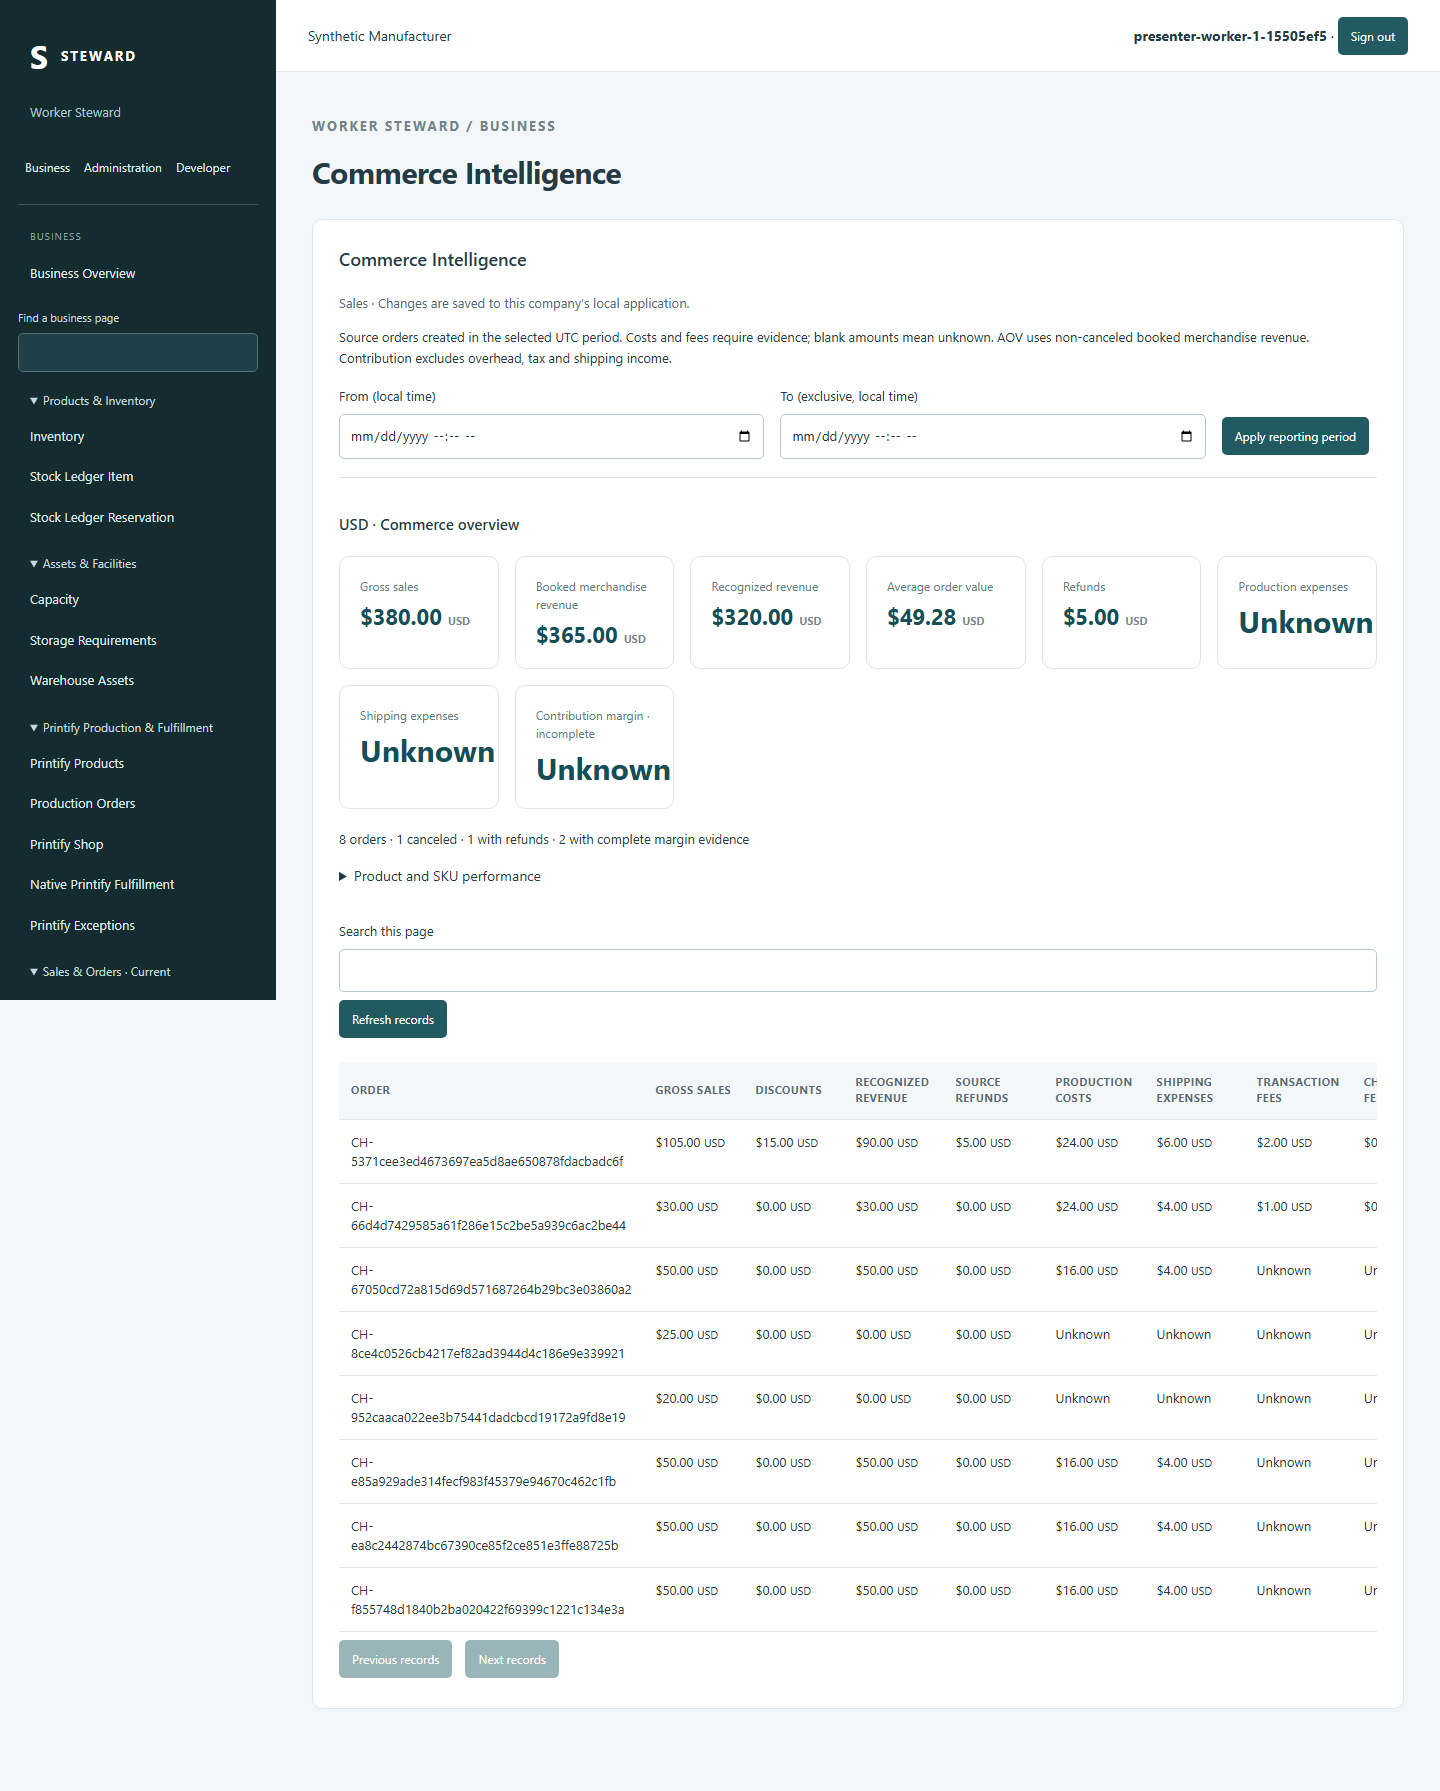 S STEWARD
Worker Steward
Business Administration Developer
BUSINESS
Business Overview
Find a business page
▼ Products & Inventory
Inventory
Stock Ledger Item
Stock Ledger Reservation
▼ Assets & Facilities
Capacity
Storage Requirements
Warehouse Assets
▼ Printify Production & Fulfillment
Printify Products
Production Orders
Printify Shop
Native Printify Fulfillment
Printify Exceptions
▼ Sales & Orders · Current
Synthetic Manufacturer
presenter-worker-1-15505ef5 · Sign out
WORKER STEWARD / BUSINESS
Commerce Intelligence
Commerce Intelligence
Sales · Changes are saved to this company's local application.
Source orders created in the selected UTC period. Costs and fees require evidence; blank amounts mean unknown. AOV uses non-canceled booked merchandise revenue.
Contribution excludes overhead, tax and shipping income.
From (local time) To (exclusive, local time)
mm/dd/yyyy --:-- -- mm/dd/yyyy --:-- -- Apply reporting period
USD · Commerce overview
Gross sales
$380.00 USD
Booked merchandise
revenue
$365.00 USD
Recognized revenue
$320.00 USD
Average order value
$49.28 USD
Refunds
$5.00 USD
Production expenses
Unknown
Shipping expenses
Unknown
Contribution margin ·
incomplete
Unknown
8 orders · 1 canceled · 1 with refunds · 2 with complete margin evidence
▶ Product and SKU performance
Search this page
Refresh records
ORDER GROSS SALES DISCOUNTS RECOGNIZED REVENUE SOURCE REFUNDS PRODUCTION COSTS SHIPPING EXPENSES TRANSACTION FEES CH FE
CH-
5371cee3ed4673697ea5d8ae650878fdacbadc6f $105.00 USD $15.00 USD $90.00 USD $5.00 USD $24.00 USD $6.00 USD $2.00 USD $0
CH-
66d4d7429585a61f286e15c2be5a939c6ac2be44 $30.00 USD $0.00 USD $30.00 USD $0.00 USD $24.00 USD $4.00 USD $1.00 USD $0
CH-
67050cd72a815d69d571687264b29bc3e03860a2 $50.00 USD $0.00 USD $50.00 USD $0.00 USD $16.00 USD $4.00 USD Unknown Ur
CH-
8ce4c0526cb4217ef82ad3944d4c186e9e339921 $25.00 USD $0.00 USD $0.00 USD $0.00 USD Unknown Unknown Unknown Ur
CH-
952caaca022ee3b75441dadcbcd19172a9fd8e19 $20.00 USD $0.00 USD $0.00 USD $0.00 USD Unknown Unknown Unknown Ur
CH-
e85a929ade314fecf983f45379e94670c462c1fb $50.00 USD $0.00 USD $50.00 USD $0.00 USD $16.00 USD $4.00 USD Unknown Ur
CH-
ea8c2442874bc67390ce85f2ce851e3ffe88725b $50.00 USD $0.00 USD $50.00 USD $0.00 USD $16.00 USD $4.00 USD Unknown Ur
CH-
f855748d1840b2ba020422f69399c1221c134e3a $50.00 USD $0.00 USD $50.00 USD $0.00 USD $16.00 USD $4.00 USD Unknown Ur
Previous records Next records